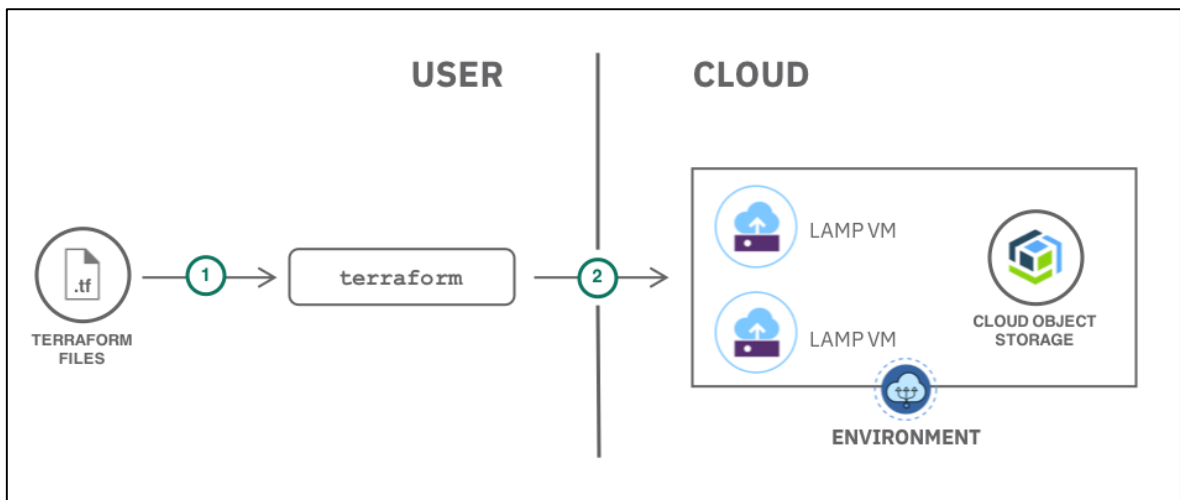 USER
CLOUD
.tf
TERRAFORM
FILES
1
terraform
2
LAMP VM
LAMP VM
CLOUD OBJECT
STORAGE
ENVIRONMENT